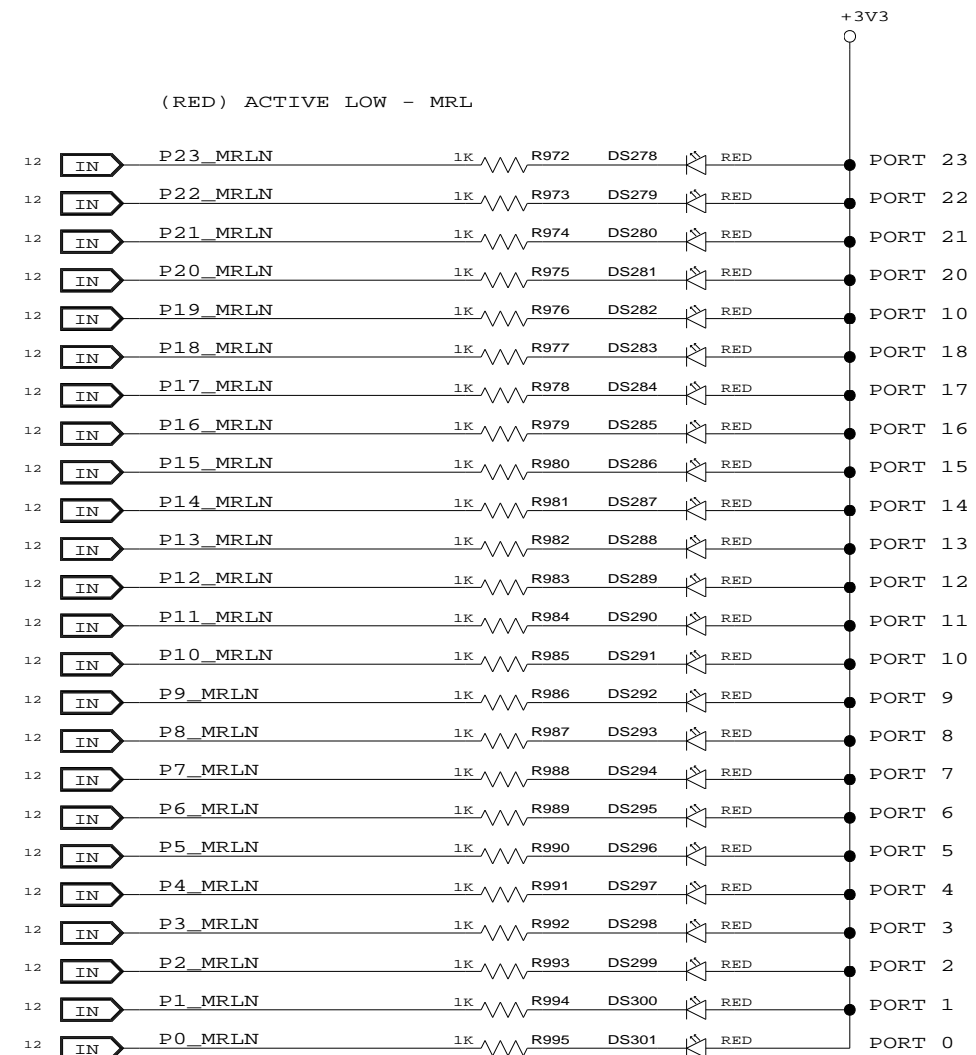 +3V3
(RED) ACTIVE LOW - MRL
12 IN P23_MRLN 1K R972 DS278 RED PORT 23
12 IN P22_MRLN 1K R973 DS279 RED PORT 22
12 IN P21_MRLN 1K R974 DS280 RED PORT 21
12 IN P20_MRLN 1K R975 DS281 RED PORT 20
12 IN P19_MRLN 1K R976 DS282 RED PORT 10
12 IN P18_MRLN 1K R977 DS283 RED PORT 18
12 IN P17_MRLN 1K R978 DS284 RED PORT 17
12 IN P16_MRLN 1K R979 DS285 RED PORT 16
12 IN P15_MRLN 1K R980 DS286 RED PORT 15
12 IN P14_MRLN 1K R981 DS287 RED PORT 14
12 IN P13_MRLN 1K R982 DS288 RED PORT 13
12 IN P12_MRLN 1K R983 DS289 RED PORT 12
12 IN P11_MRLN 1K R984 DS290 RED PORT 11
12 IN P10_MRLN 1K R985 DS291 RED PORT 10
12 IN P9_MRLN 1K R986 DS292 RED PORT 9
12 IN P8_MRLN 1K R987 DS293 RED PORT 8
12 IN P7_MRLN 1K R988 DS294 RED PORT 7
12 IN P6_MRLN 1K R989 DS295 RED PORT 6
12 IN P5_MRLN 1K R990 DS296 RED PORT 5
12 IN P4_MRLN 1K R991 DS297 RED PORT 4
12 IN P3_MRLN 1K R992 DS298 RED PORT 3
12 IN P2_MRLN 1K R993 DS299 RED PORT 2
12 IN P1_MRLN 1K R994 DS300 RED PORT 1
12 IN P0_MRLN 1K R995 DS301 RED PORT 0